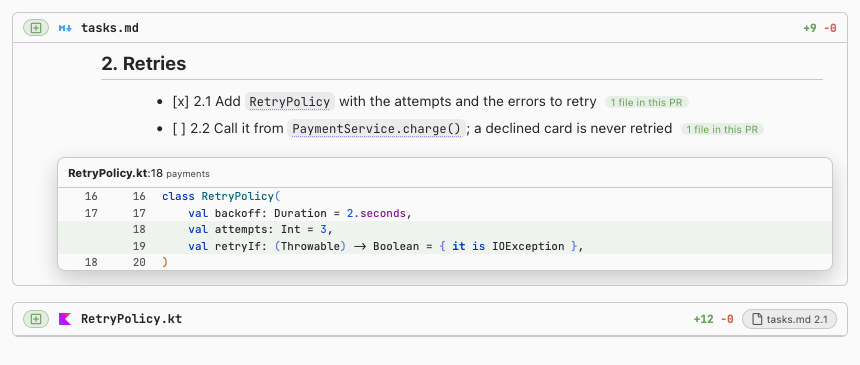 tasks.md +9 -0
2. Retries
• [x] 2.1 Add RetryPolicy with the attempts and the errors to retry 1 file in this PR
• [ ] 2.2 Call it from PaymentService.charge(); a declined card is never retried 1 file in this PR
RetryPolicy.kt:18 payments
16 16 class RetryPolicy(
17 17 val backoff: Duration = 2.seconds,
18 val attempts: Int = 3,
19 val retryIf: (Throwable) -> Boolean = { it is IOException },
18 20 )
RetryPolicy.kt +12 -0 tasks.md 2.1